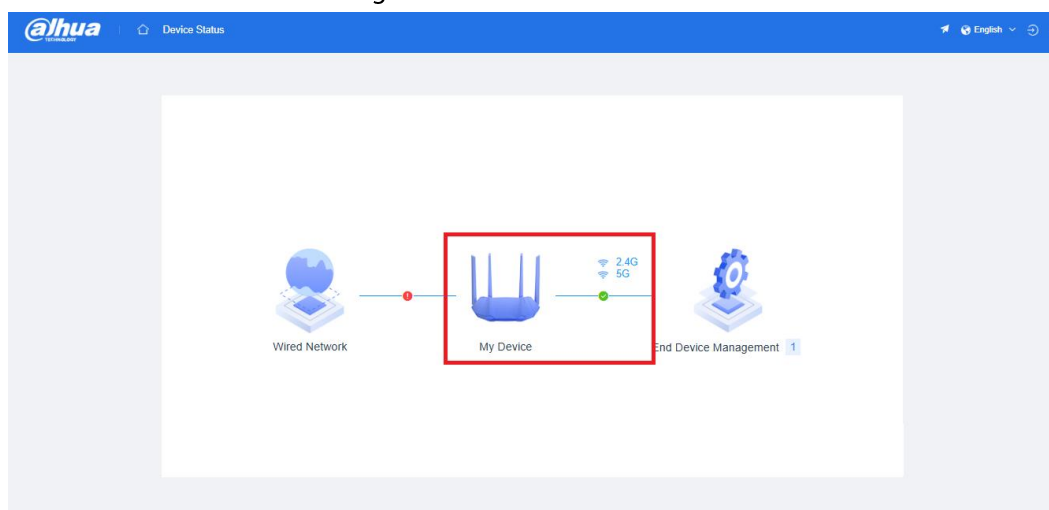 alhua
TECHNOLOGY
Device Status
English
2.4G
5G
Wired Network
My Device
End Device Management 1